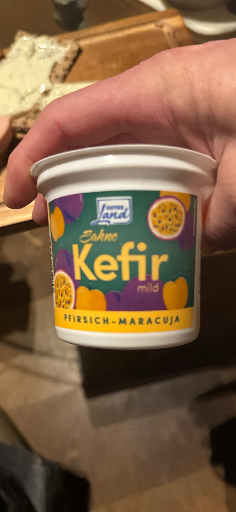 GUTES
Land
Sahne
Kefir
mild
PFIRSICH-MARACUJA